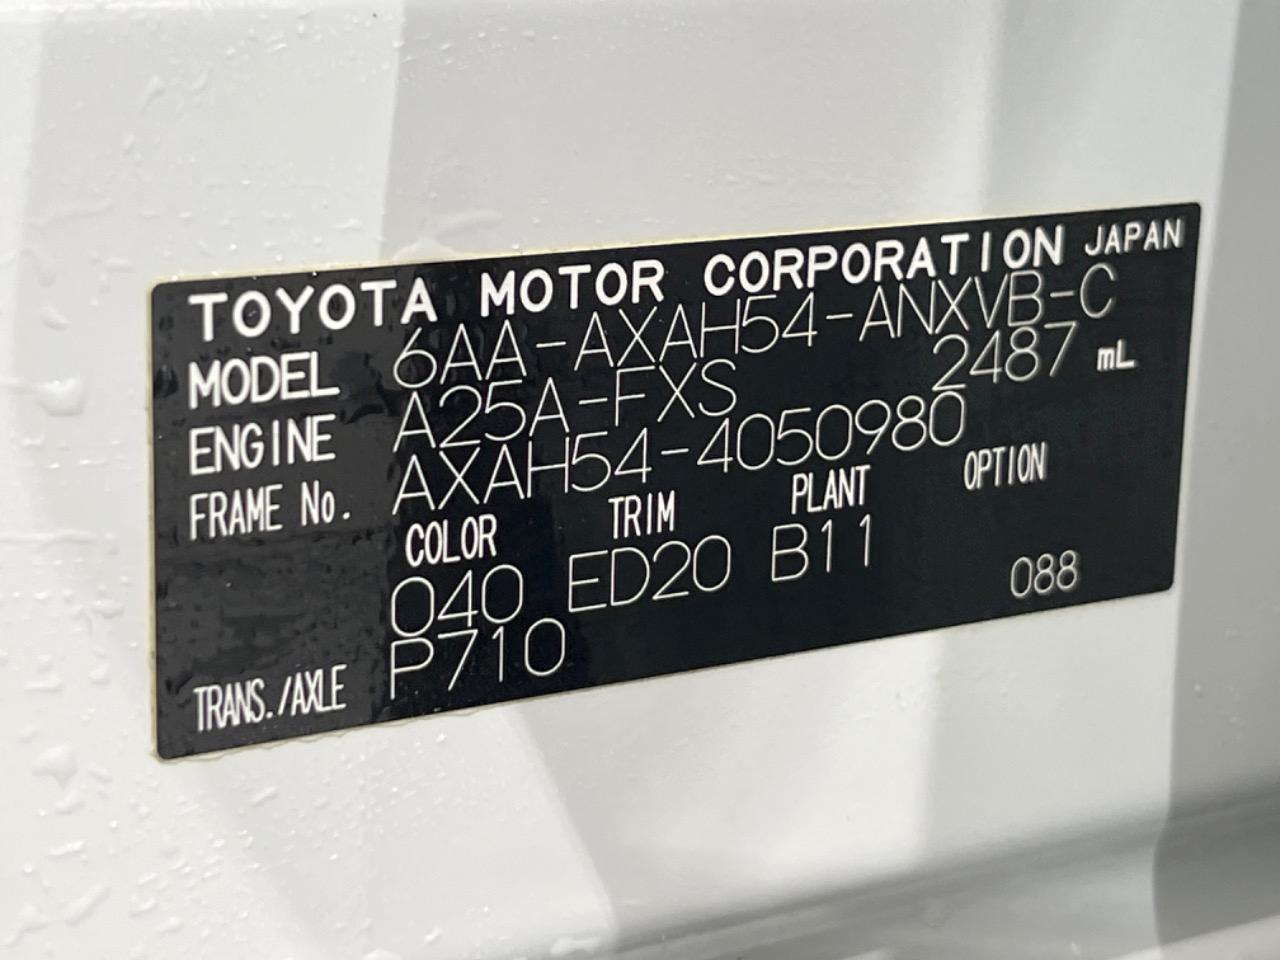 TOYOTA MOTOR CORPORATION JAPAN
MODEL 6AA-AXAH54-ANXVB-C
ENGINE A25A-FXS 2487 mL
FRAME No. AXAH54-4050980
COLOR TRIM PLANT OPTION
040 ED20 B11
TRANS./AXLE P710 088